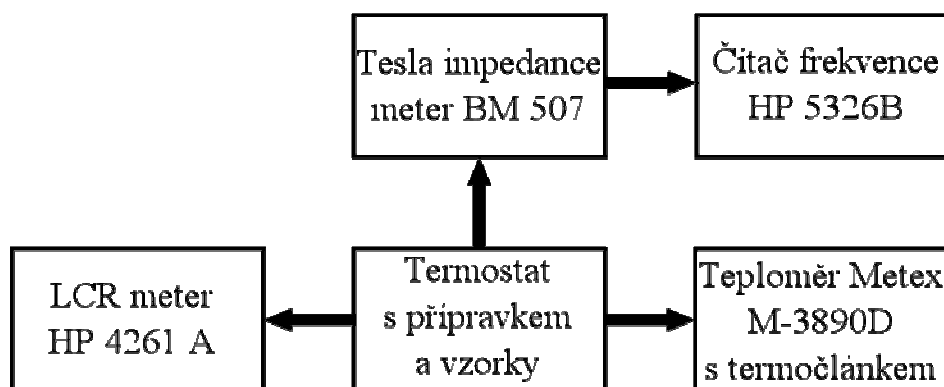 Tesla impedance
meter BM 507
Čitač frekvence
HP 5326B
LCR meter
HP 4261 A
Termostat
s přípravkem
a vzorky
Teploměr Metex
M-3890D
s termočlánkem